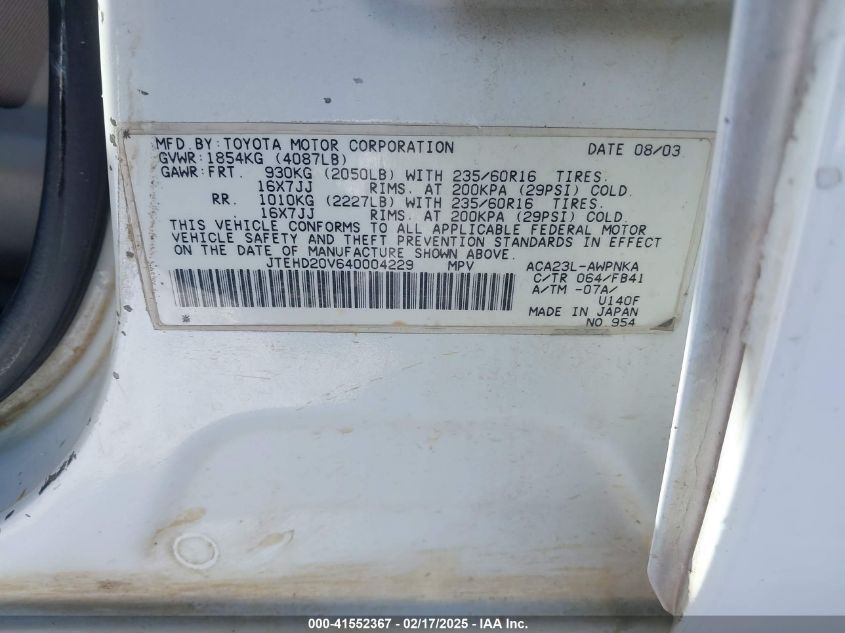 MFD.BY:TOYOTA MOTOR CORPORATION DATE 08/03
GVWR:1854KG (4087LB)
GAWR:FRT. 930KG (2050LB) WITH 235/60R16 TIRES.
16X7JJ RIMS. AT 200KPA (29PSI) COLD.
RR. 1010KG (2227LB) WITH 235/60R16 TIRES.
16X7JJ RIMS. AT 200KPA (29PSI) COLD.
THIS VEHICLE CONFORMS TO ALL APPLICABLE FEDERAL MOTOR
VEHICLE SAFETY AND THEFT PREVENTION STANDARDS IN EFFECT
ON THE DATE OF MANUFACTURE SHOWN ABOVE.
JTEHD20V640004229 MPV ACA23L-AWPNKA
C/TR 064/FB41
A/TM -07A/
U140F
MADE IN JAPAN
NO 954
000-41552367 - 02/17/2025 - IAA Inc.